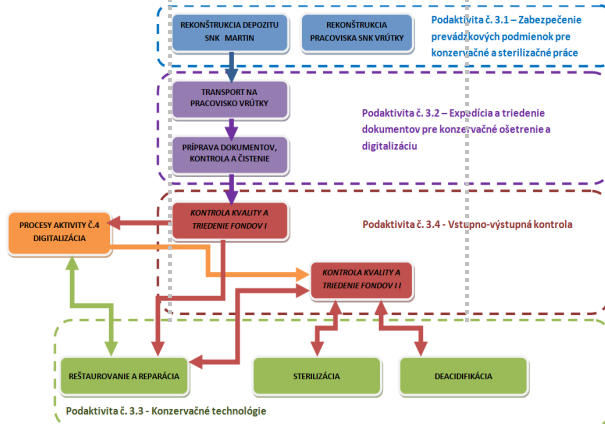 REKONŠTRUKCIA DEPOZITU
SNK MARTIN
REKONŠTRUKCIA
PRACOVISKA SNK VRÚTKY
Podaktivita č. 3.1 – Zabezpečenie
prevádzkových podmienok pre
konzervačné a sterilizačné práce
TRANSPORT NA
PRACOVISKO VRÚTKY
Podaktivita č. 3.2 – Expedícia a triedenie
dokumentov pre konzervačné ošetrenie a
digitalizáciu
PRÍPRAVA DOKUMENTOV,
KONTROLA A ČISTENIE
KONTROLA KVALITY A
TRIEDENIE FONDOV I
Podaktivita č. 3.4 - Vstupno-výstupná kontrola
PROCESY AKTIVITY Č.4
DIGITALIZÁCIA
KONTROLA KVALITY A
TRIEDENIE FONDOV I I
REŠTAUROVANIE A REPARÁCIA
STERILIZÁCIA
DEACIDIFIKÁCIA
Podaktivita č. 3.3 - Konzervačné technológie